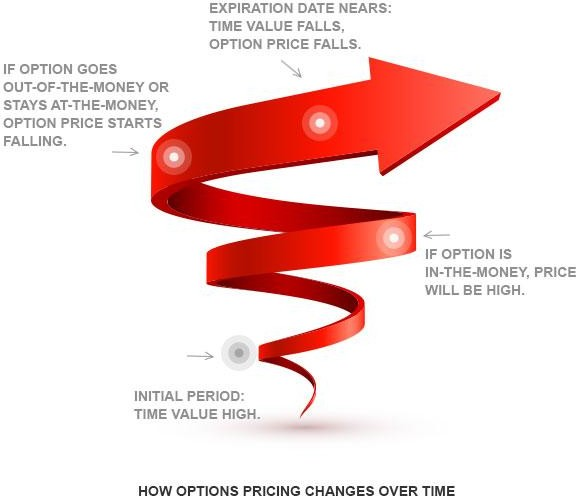 EXPIRATION DATE NEARS:
TIME VALUE FALLS,
OPTION PRICE FALLS.
IF OPTION GOES
OUT-OF-THE-MONEY OR
STAYS AT-THE-MONEY,
OPTION PRICE STARTS
FALLING.
IF OPTION IS
IN-THE-MONEY, PRICE
WILL BE HIGH.
INITIAL PERIOD:
TIME VALUE HIGH.
HOW OPTIONS PRICING CHANGES OVER TIME